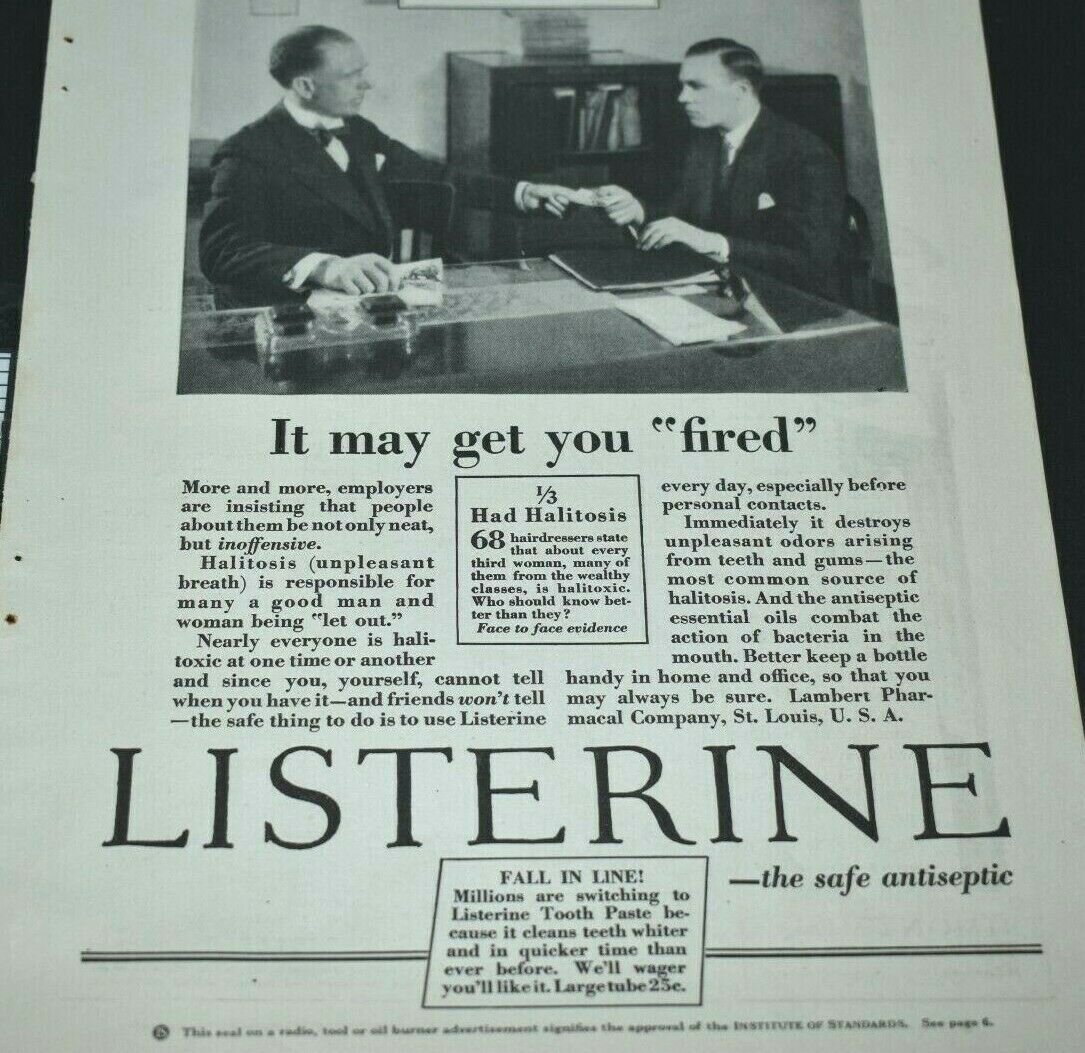 It may get you “fired”
More and more, employers
are insisting that people
about them be not only neat,
but inoffensive.
Halitosis (unpleasant
breath) is responsible for
many a good man and
woman being “let out.”
Nearly everyone is hali-
toxic at one time or another
and since you, yourself, cannot tell
when you have it—and friends won't tell
—the safe thing to do is to use Listerine
1/3
Had Halitosis
68 hairdressers state
that about every
third woman, many of
them from the wealthy
classes, is halitoxic.
Who should know bet-
ter than they?
Face to face evidence
every day, especially before
personal contacts.
Immediately it destroys
unpleasant odors arising
from teeth and gums—the
most common source of
halitosis. And the antiseptic
essential oils combat the
action of bacteria in the
mouth. Better keep a bottle
handy in home and office, so that you
may always be sure. Lambert Phar-
macal Company, St. Louis, U. S. A.
LISTERINE
—the safe antiseptic
FALL IN LINE!
Millions are switching to
Listerine Tooth Paste be-
cause it cleans teeth whiter
and in quicker time than
ever before. We'll wager
you'll like it. Large tube 25c.
This seal on a radio, tool or oil burner advertisement signifies the approval of the INSTITUTE OF STANDARDS. See page 6.